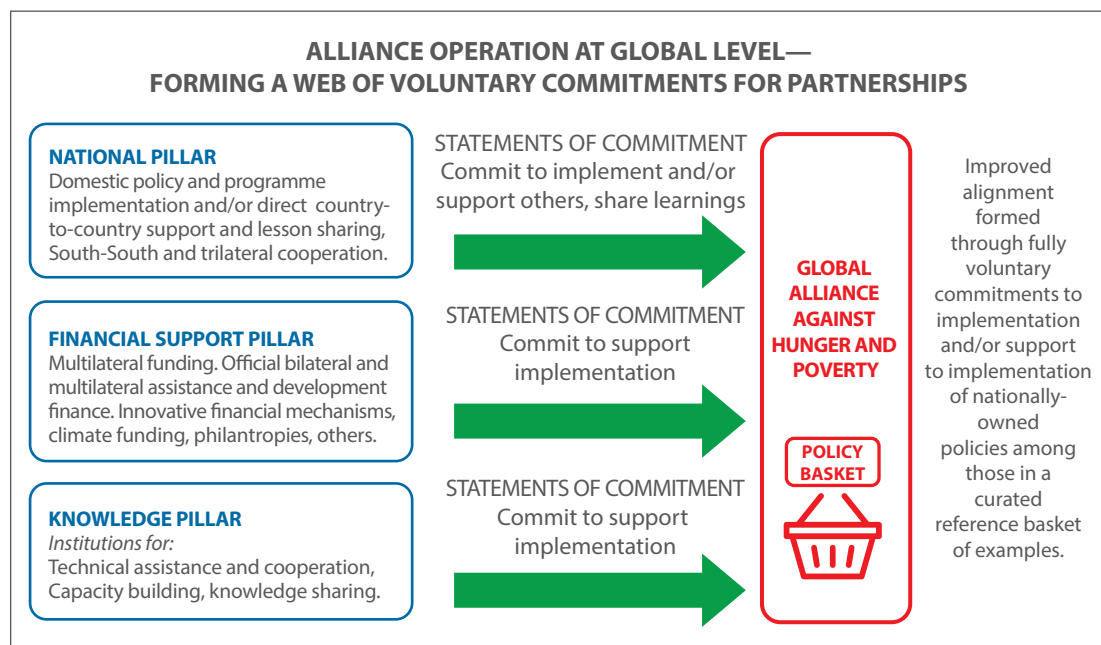 ALLIANCE OPERATION AT GLOBAL LEVEL—
FORMING A WEB OF VOLUNTARY COMMITMENTS FOR PARTNERSHIPS
NATIONAL PILLAR
Domestic policy and programme
implementation and/or direct country-
to-country support and lesson sharing,
South-South and trilateral cooperation.
STATEMENTS OF COMMITMENT
Commit to implement and/or
support others, share learnings
FINANCIAL SUPPORT PILLAR
Multilateral funding. Official bilateral and
multilateral assistance and development
finance. Innovative financial mechanisms,
climate funding, philantropies, others.
STATEMENTS OF COMMITMENT
Commit to support
implementation
KNOWLEDGE PILLAR
Institutions for:
Technical assistance and cooperation,
Capacity building, knowledge sharing.
STATEMENTS OF COMMITMENT
Commit to support
implementation
GLOBAL
ALLIANCE
AGAINST
HUNGER AND
POVERTY
POLICY
BASKET
Improved
alignment
formed
through fully
voluntary
commitments to
implementation
and/or support
to implementation
of nationally-
owned
policies among
those in a
curated
reference basket
of examples.